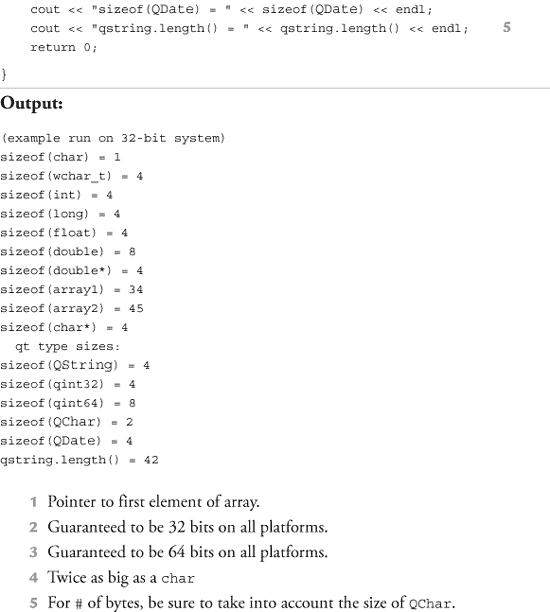 cout << "sizeof(QDate) = " << sizeof(QDate) << endl;
cout << "qstring.length() = " << qstring.length() << endl; 5
return 0;
}
Output:
(example run on 32-bit system)
sizeof(char) = 1
sizeof(wchar_t) = 4
sizeof(int) = 4
sizeof(long) = 4
sizeof(float) = 4
sizeof(double) = 8
sizeof(double*) = 4
sizeof(array1) = 34
sizeof(array2) = 45
sizeof(char*) = 4
qt type sizes:
sizeof(QString) = 4
sizeof(qint32) = 4
sizeof(qint64) = 8
sizeof(QChar) = 2
sizeof(QDate) = 4
qstring.length() = 42
1 Pointer to first element of array.
2 Guaranteed to be 32 bits on all platforms.
3 Guaranteed to be 64 bits on all platforms.
4 Twice as big as a char
5 For # of bytes, be sure to take into account the size of QChar.